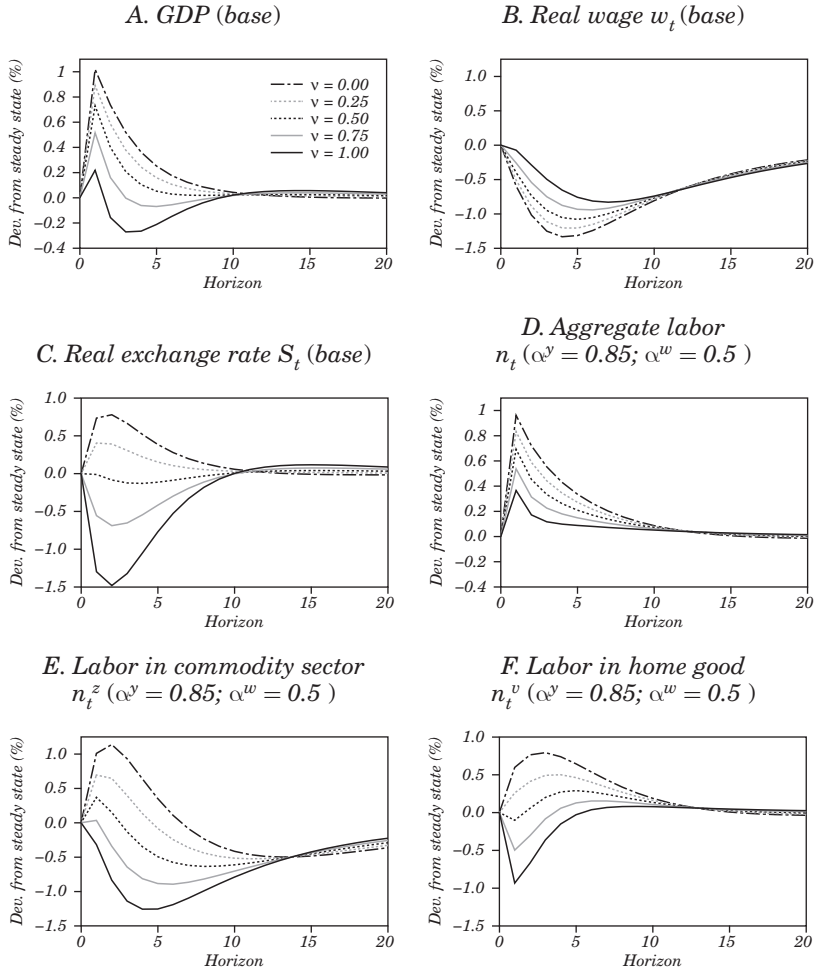 A. GDP (base)
Dev. from steady state (%)
1
0.8
0.6
0.4
0.2
0.0
−0.2
−0.4
ν = 0.00
ν = 0.25
ν = 0.50
ν = 0.75
ν = 1.00
0 5 10 15 20
Horizon
B. Real wage w_t (base)
Dev. from steady state (%)
1.0
0.5
0.0
−0.5
−1.0
−1.5
0 5 10 15 20
Horizon
C. Real exchange rate S_t (base)
Dev. from steady state (%)
1.0
0.5
0.0
−0.5
−1.0
−1.5
0 5 10 15 20
Horizon
D. Aggregate labor
n_t (α^y = 0.85; α^w = 0.5 )
Dev. from steady state (%)
1
0.8
0.6
0.4
0.2
0.0
−0.2
−0.4
0 5 10 15 20
Horizon
E. Labor in commodity sector
n_t^z (α^y = 0.85; α^w = 0.5 )
Dev. from steady state (%)
1.0
0.5
0.0
−0.5
−1.0
−1.5
0 5 10 15 20
Horizon
F. Labor in home good
n_t^v (α^y = 0.85; α^w = 0.5 )
Dev. from steady state (%)
1.0
0.5
0.0
−0.5
−1.0
−1.5
0 5 10 15 20
Horizon